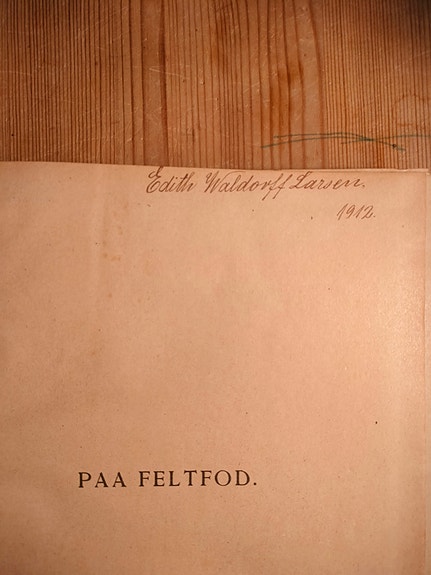 Edith Waldorff Larsen.
1912.
PAA FELTFOD.